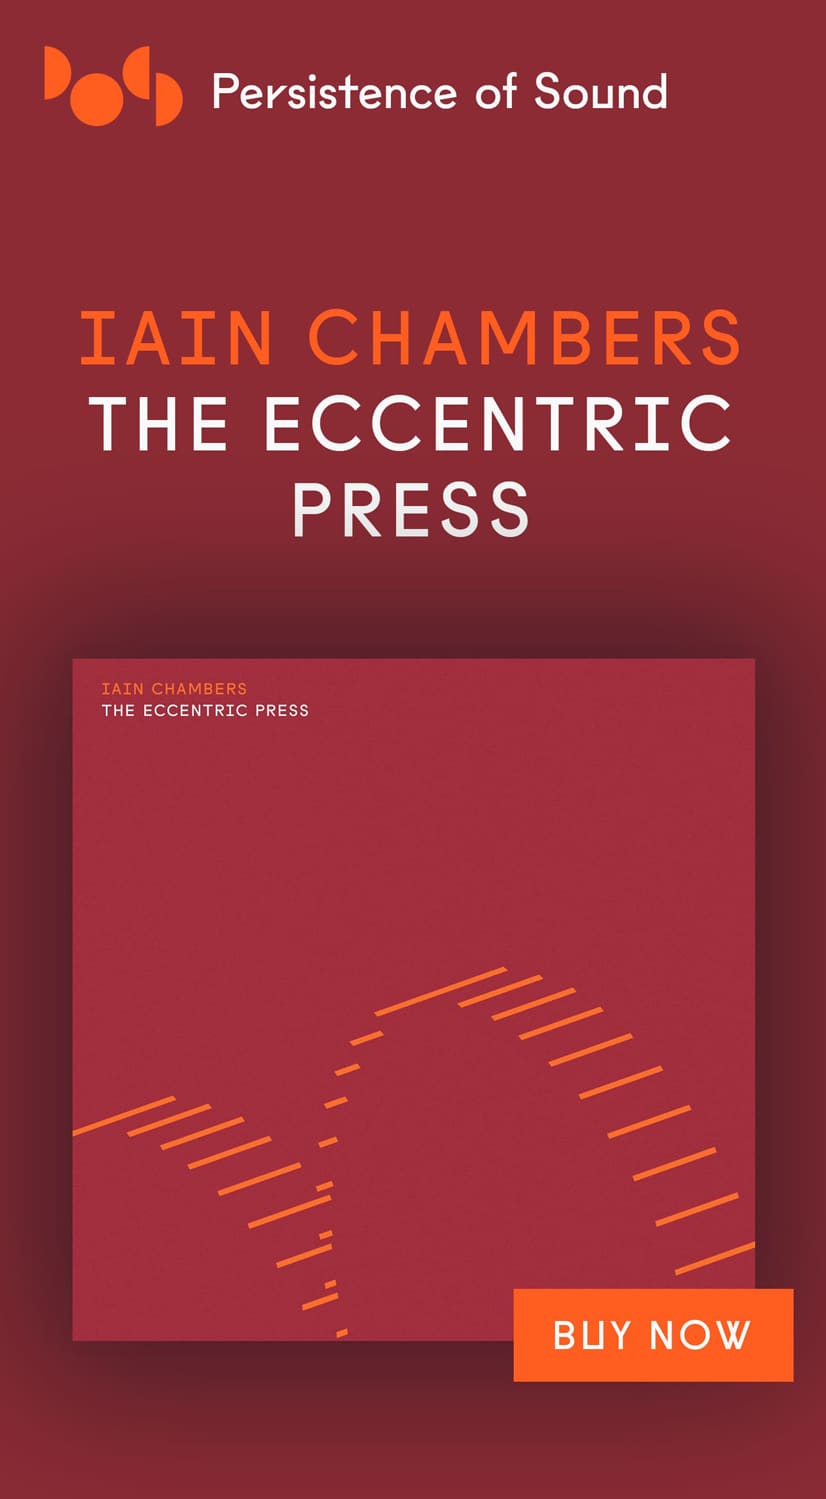 Persistence of Sound
IAIN CHAMBERS
THE ECCENTRIC
PRESS
IAIN CHAMBERS
THE ECCENTRIC PRESS
BUY NOW